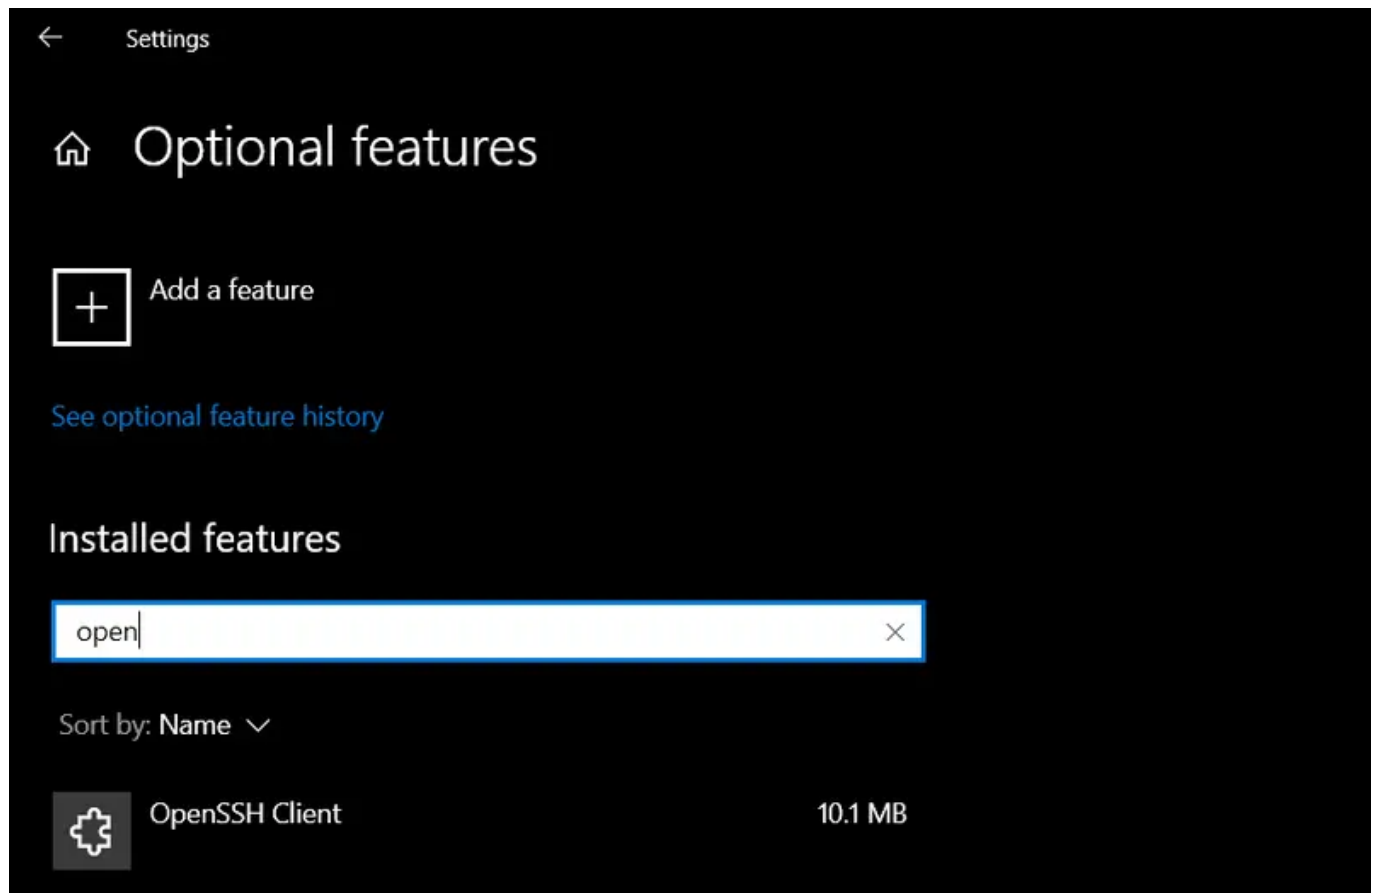 Settings
Optional features
Add a feature
See optional feature history
Installed features
open
Sort by: Name
OpenSSH Client 10.1 MB